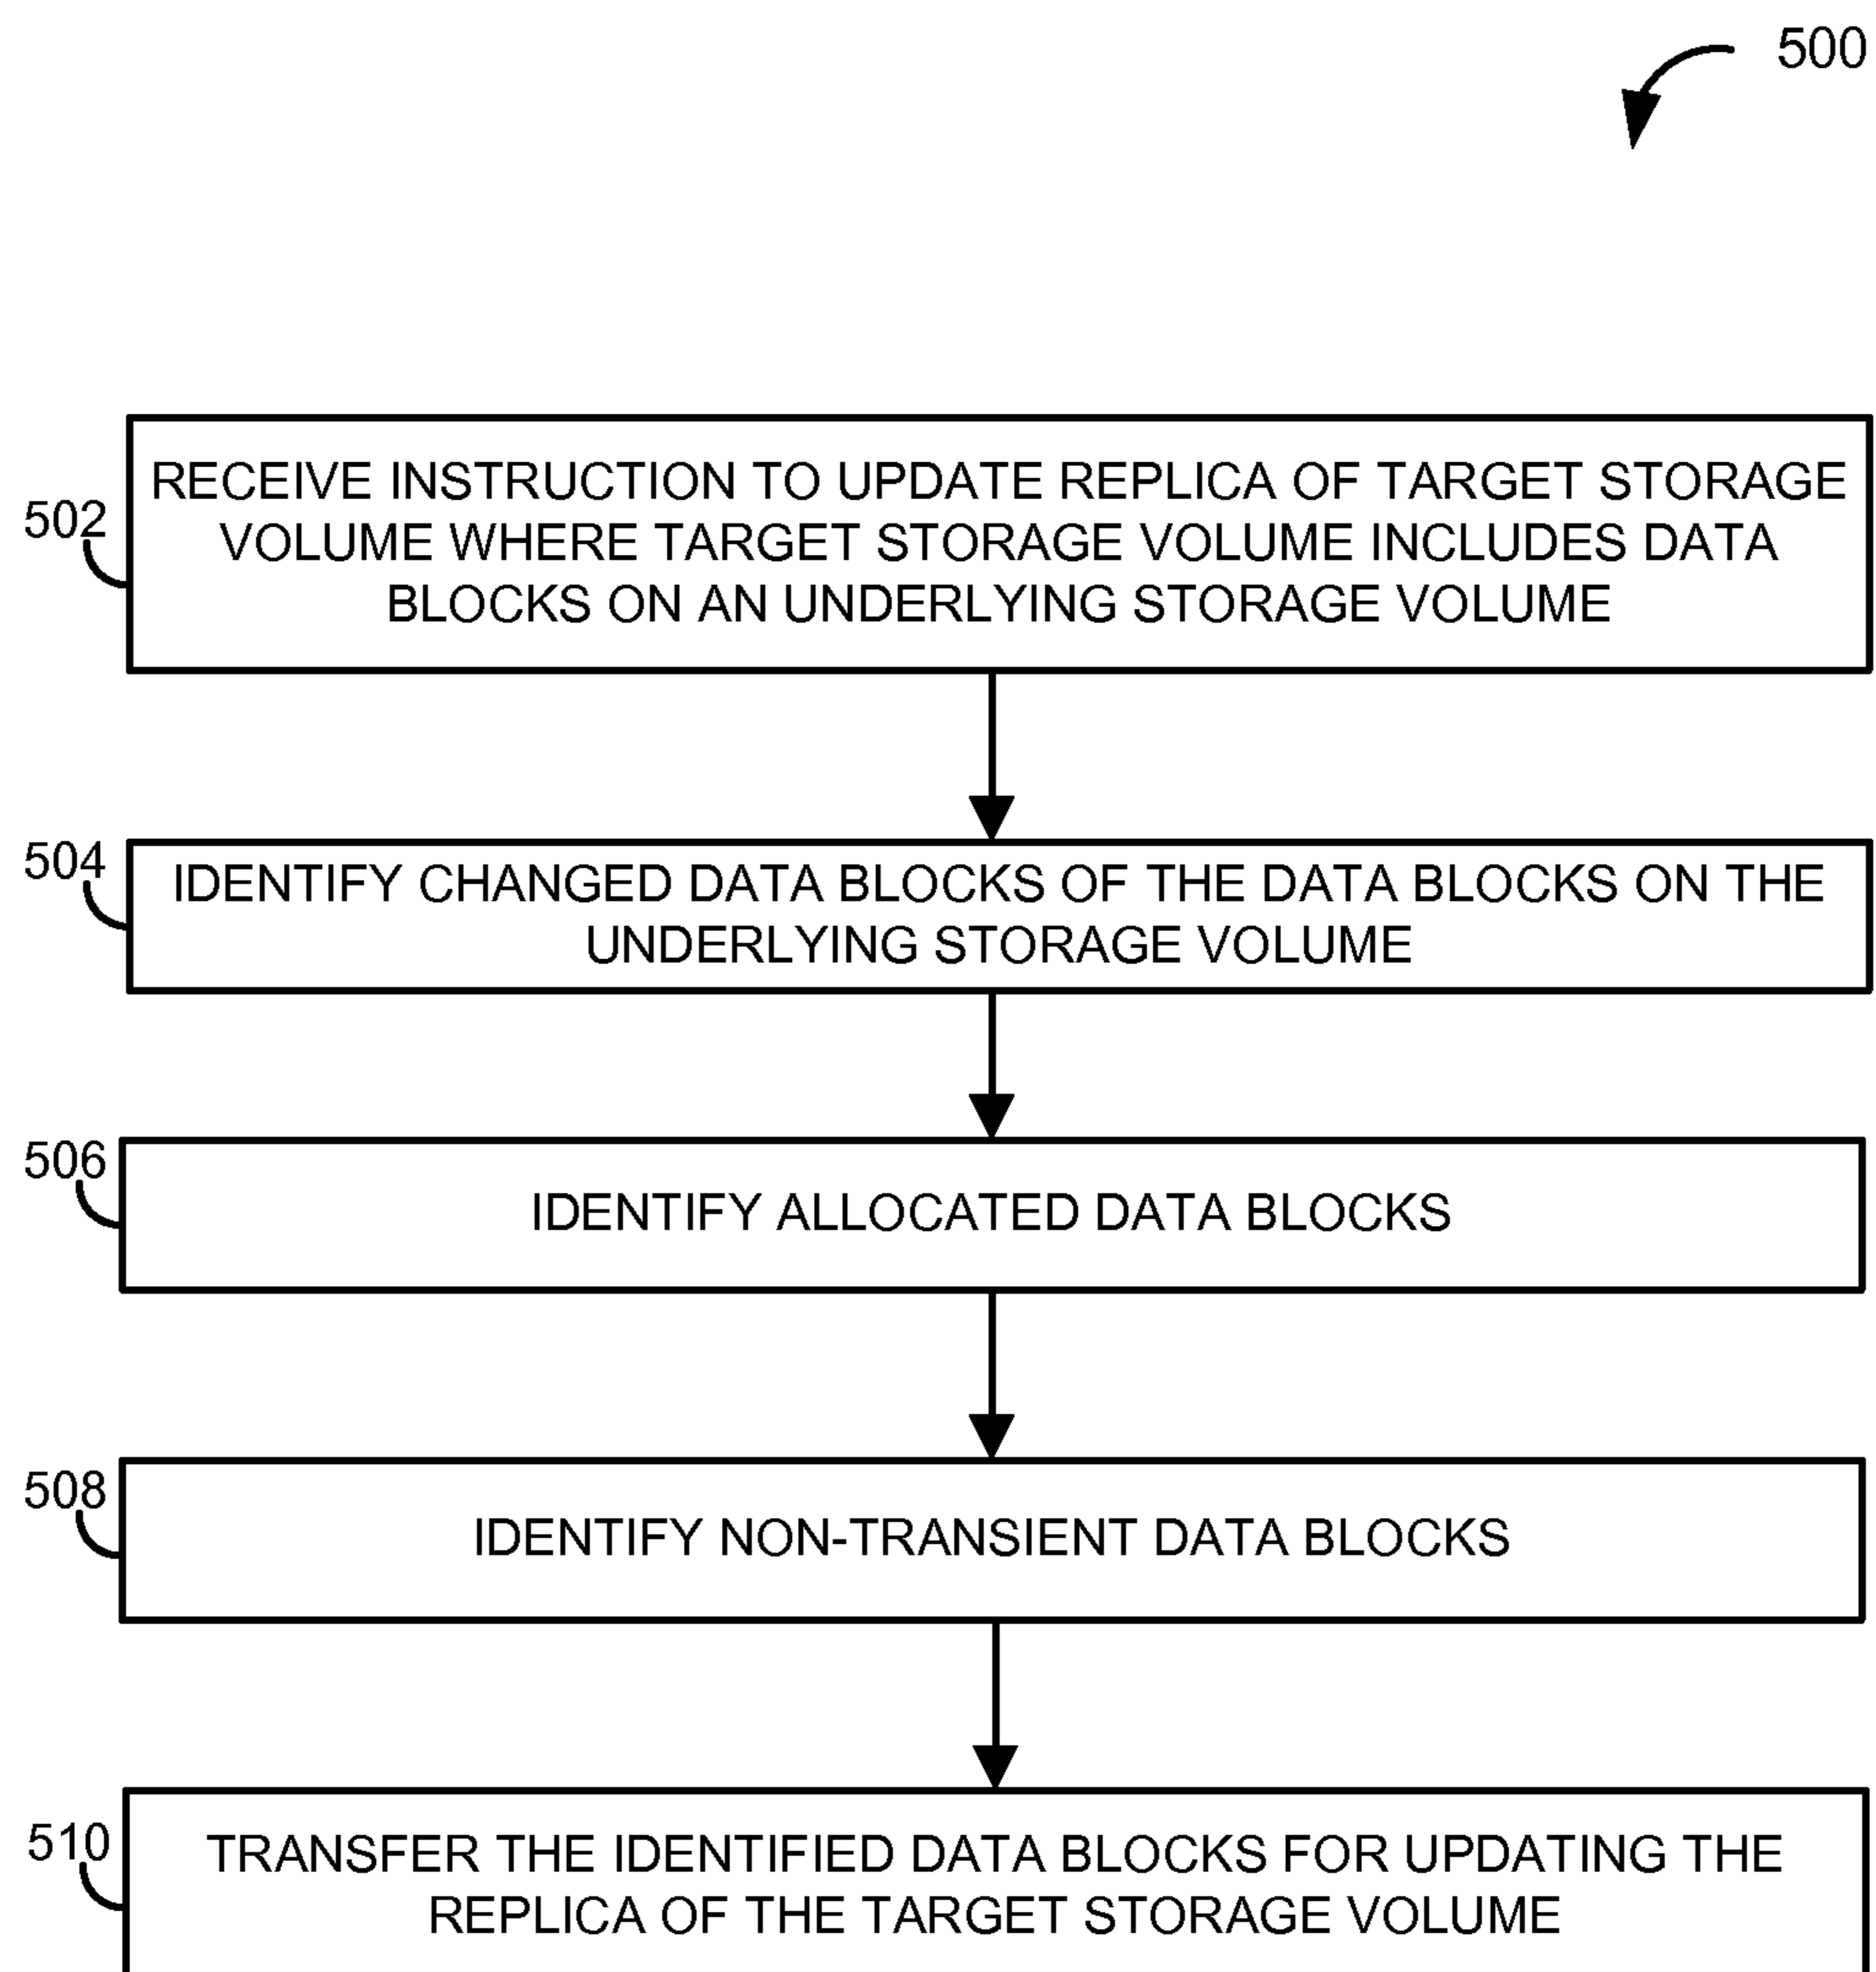 500
502
RECEIVE INSTRUCTION TO UPDATE REPLICA OF TARGET STORAGE
VOLUME WHERE TARGET STORAGE VOLUME INCLUDES DATA
BLOCKS ON AN UNDERLYING STORAGE VOLUME
504
IDENTIFY CHANGED DATA BLOCKS OF THE DATA BLOCKS ON THE
UNDERLYING STORAGE VOLUME
506
IDENTIFY ALLOCATED DATA BLOCKS
508
IDENTIFY NON-TRANSIENT DATA BLOCKS
510
TRANSFER THE IDENTIFIED DATA BLOCKS FOR UPDATING THE
REPLICA OF THE TARGET STORAGE VOLUME